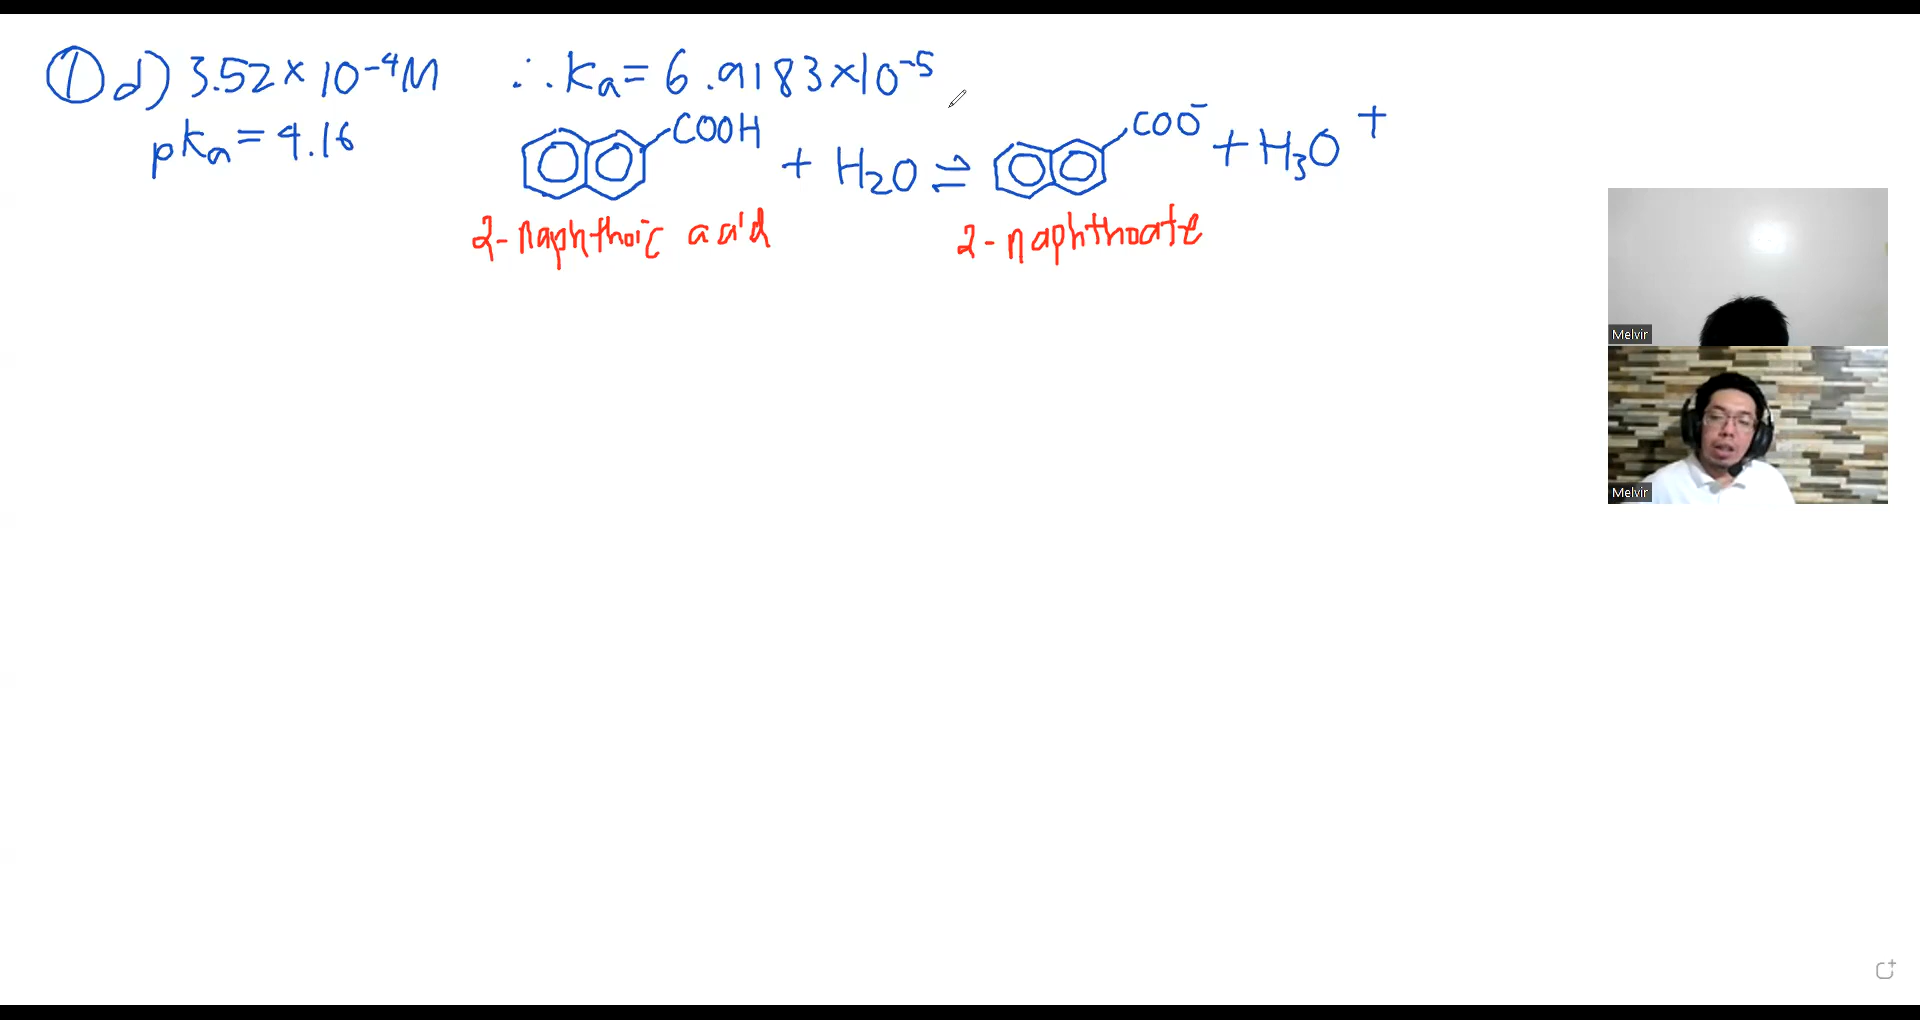 ① d) 3.52 × 10⁻⁴ M ∴ Ka = 6.9183 × 10⁻⁵
pKa = 4.16
COOH + H₂O ⇌ COO⁻ + H₃O⁺
2-naphthoic acid 2-naphthoate
Melvir
Melvir